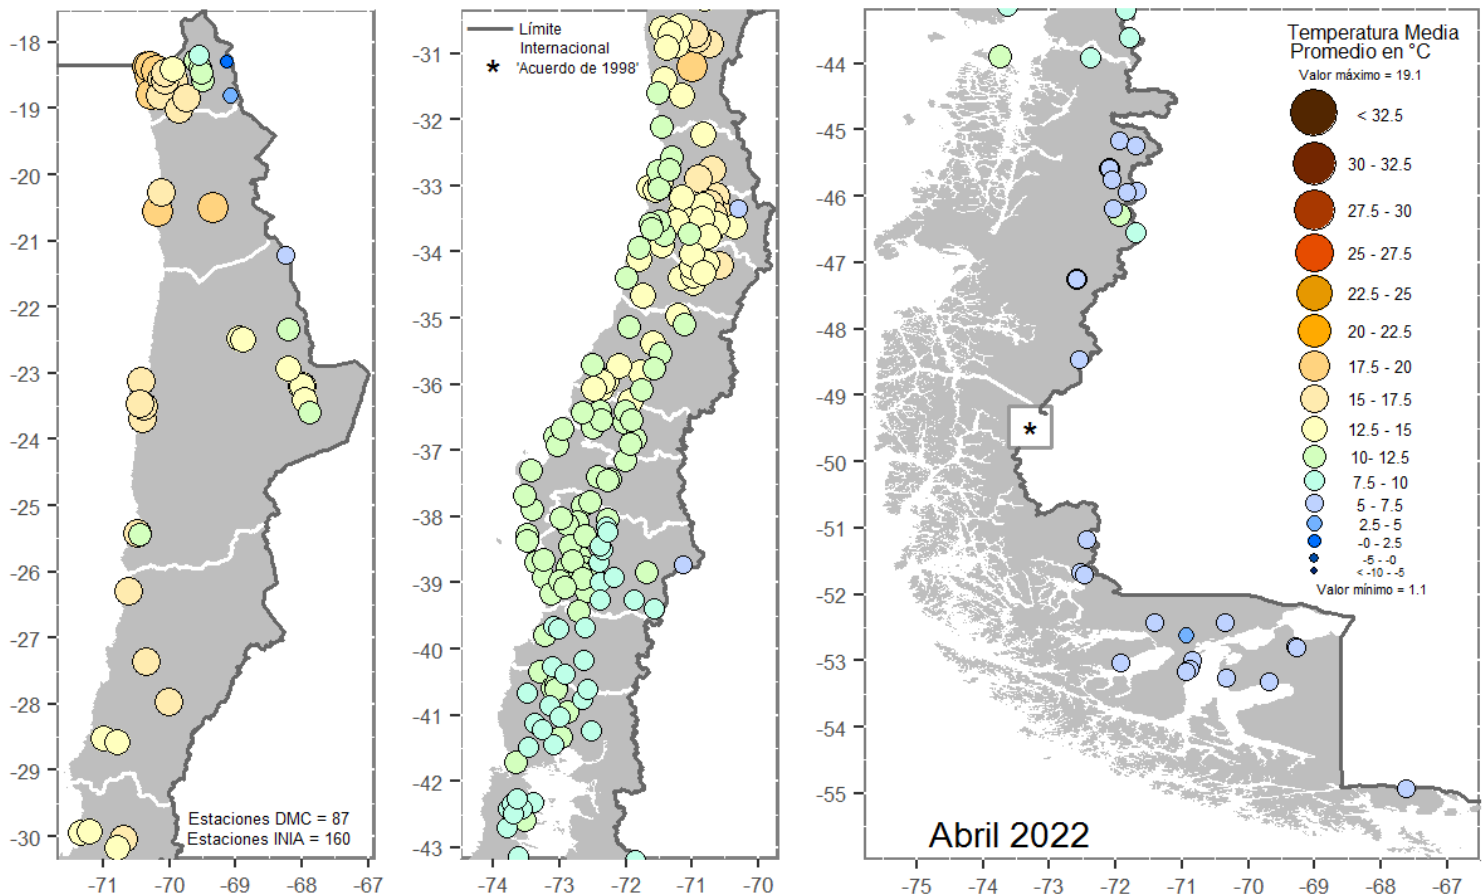 -18
-19
-20
-21
-22
-23
-24
-25
-26
-27
-28
-29
-30
-71
-70
-69
-68
-67
Estaciones DMC = 87
Estaciones INIA = 160
-31
-32
-33
-34
-35
-36
-37
-38
-39
-40
-41
-42
-43
-74
-73
-72
-71
-70
Límite
Internacional
* 'Acuerdo de 1998'
-44
-45
-46
-47
-48
-49
-50
-51
-52
-53
-54
-55
-75
-74
-73
-72
-71
-70
-69
-68
-67
*
Abril 2022
Temperatura Media
Promedio en °C
Valor máximo = 19.1
< 32.5
30 - 32.5
27.5 - 30
25 - 27.5
22.5 - 25
20 - 22.5
17.5 - 20
15 - 17.5
12.5 - 15
10- 12.5
7.5 - 10
5 - 7.5
2.5 - 5
-0 - 2.5
-5 - -0
< -10 - -5
Valor mínimo = 1.1